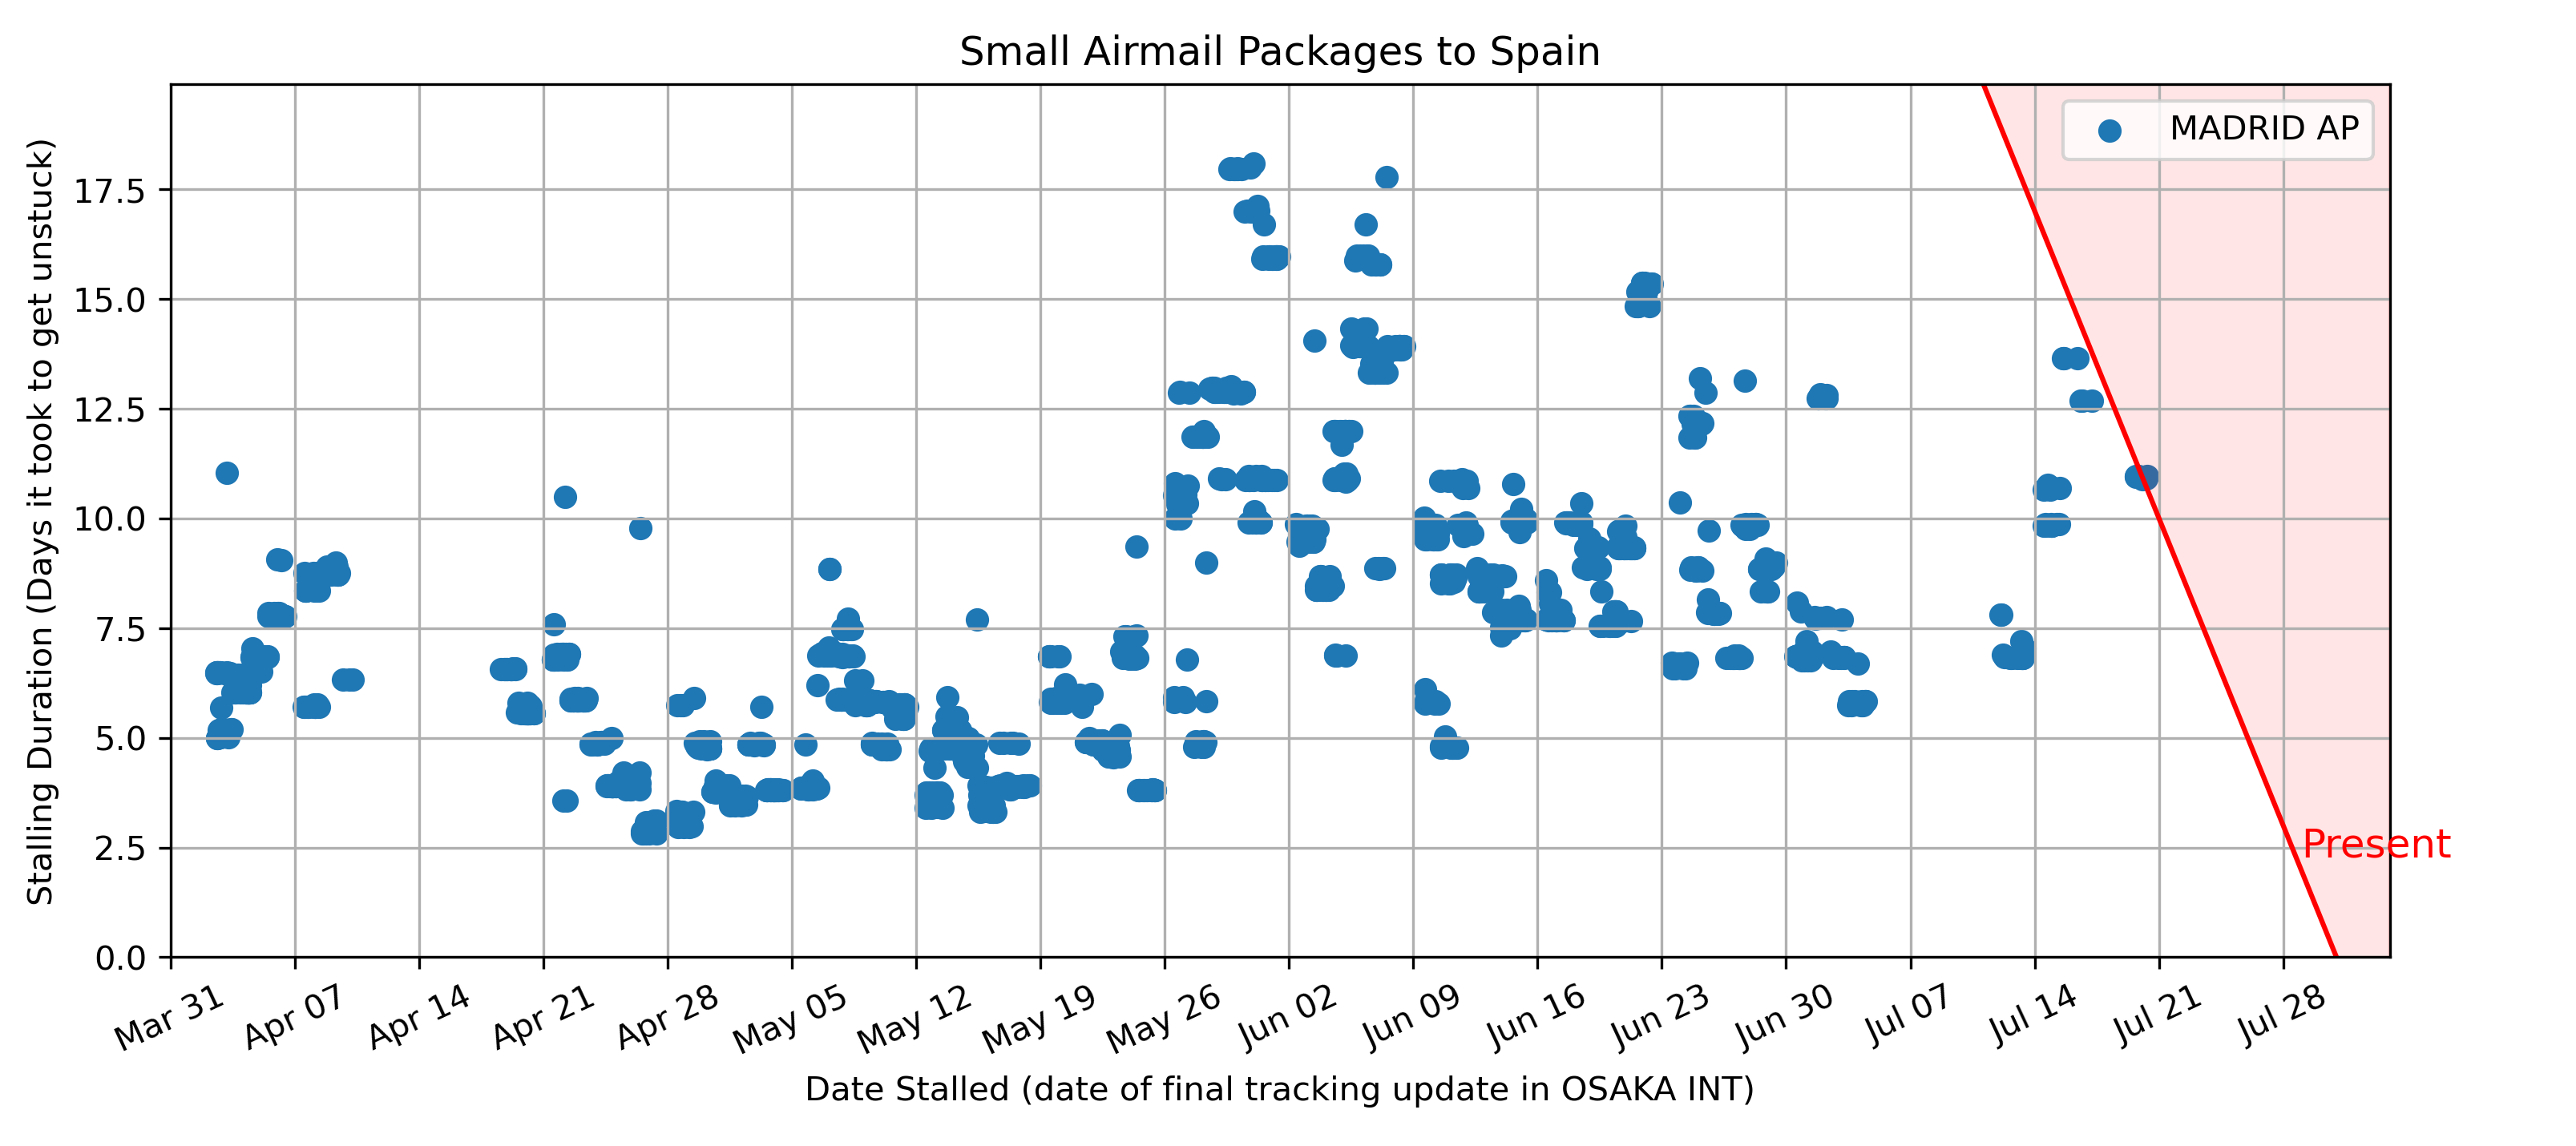 Small Airmail Packages to Spain
MADRID AP
Stalling Duration (Days it took to get unstuck)
17.5
15.0
12.5
10.0
7.5
5.0
2.5
0.0
Present
Mar 31
Apr 07
Apr 14
Apr 21
Apr 28
May 05
May 12
May 19
May 26
Jun 02
Jun 09
Jun 16
Jun 23
Jun 30
Jul 07
Jul 14
Jul 21
Jul 28
Date Stalled (date of final tracking update in OSAKA INT)